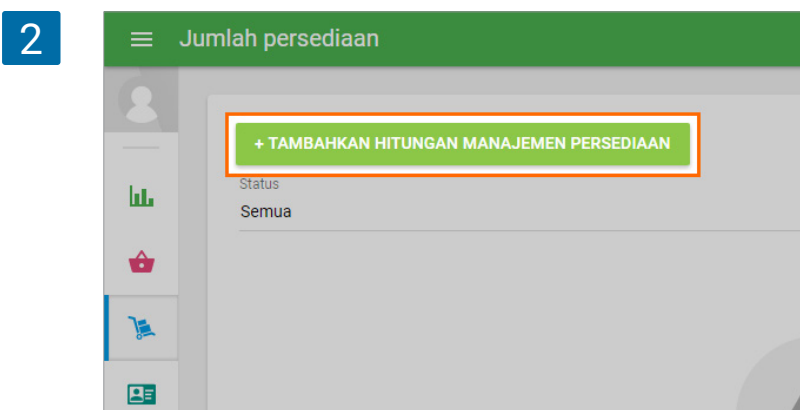 2
Jumlah persediaan
+ TAMBAHKAN HITUNGAN MANAJEMEN PERSEDIAAN
Status
Semua